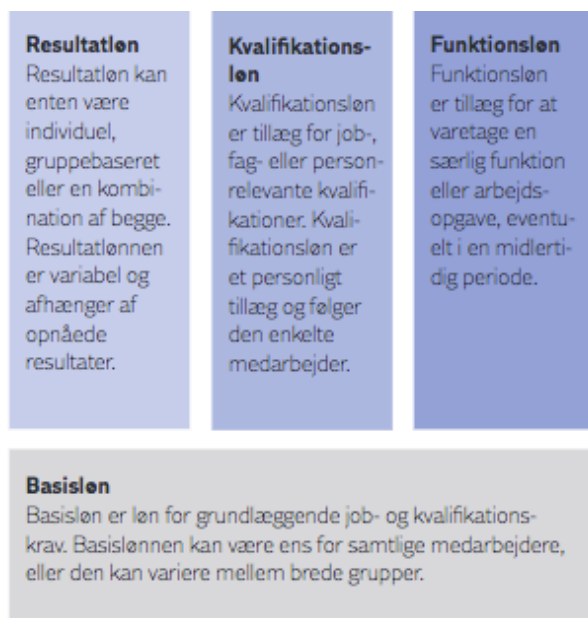 Resultatløn
Resultatløn kan
enten være
individuel,
gruppebaseret
eller en kombi-
nation af begge.
Resultatlønnen
er variabel og
afhænger af
opnåede
resultater.
Kvalifikations-
løn
Kvalifikationsløn
er tillæg for job-,
fag- eller person-
relevante kvalifi-
kationer. Kvali-
fikationsløn er
et personligt
tillæg og følger
den enkelte
medarbejder.
Funktionsløn
Funktionsløn
er tillæg for at
varetage en
særlig funktion
eller arbejds-
opgave, eventu-
elt i en midlerti-
dig periode.
Basisløn
Basisløn er løn for grundlæggende job- og kvalifikations-
krav. Basislønnen kan være ens for samtlige medarbejdere,
eller den kan variere mellem brede grupper.